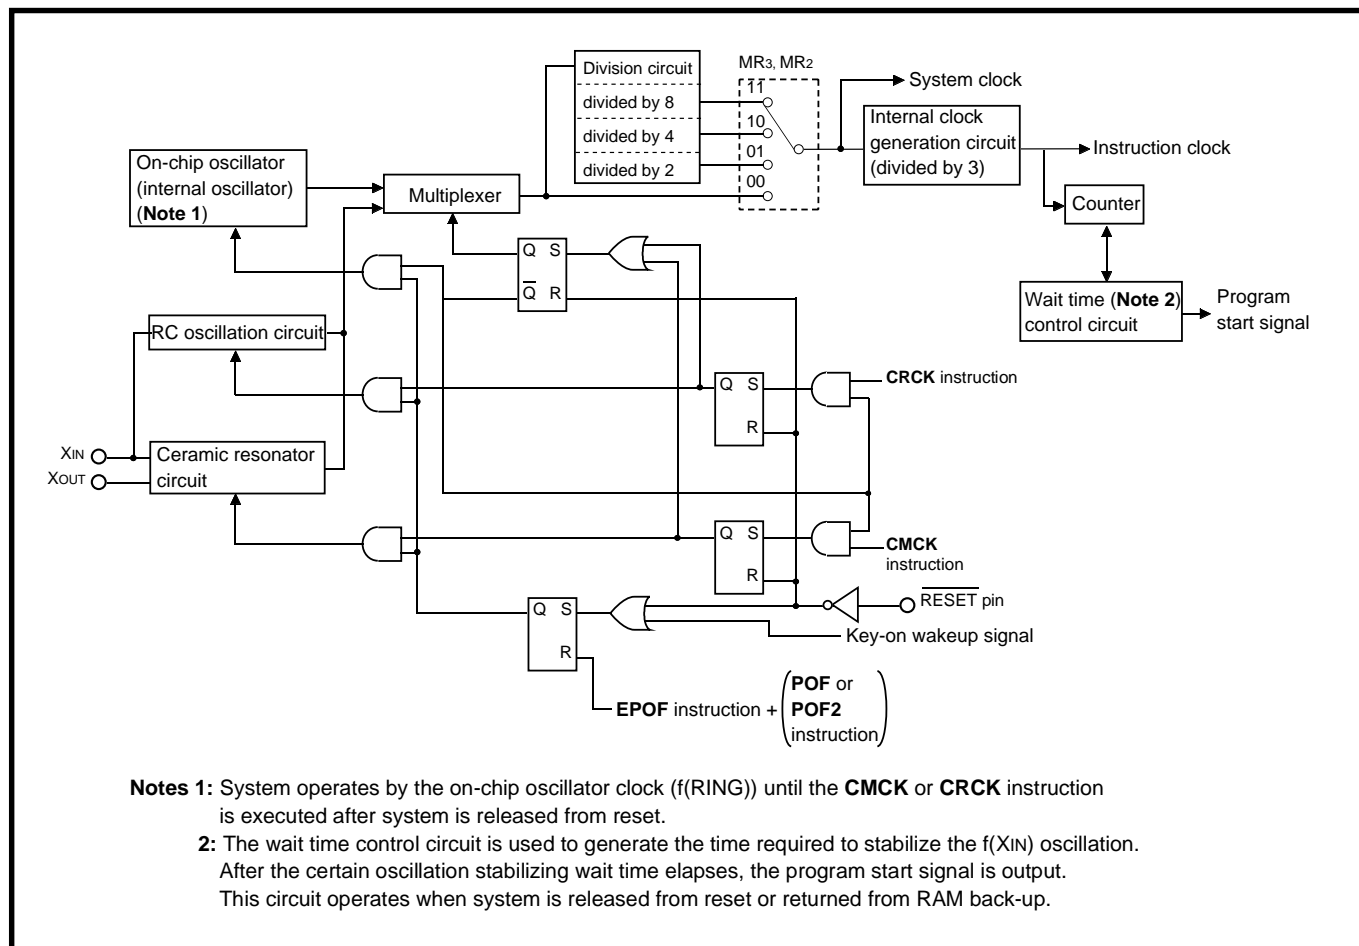 Division circuit
divided by 8
divided by 4
divided by 2
MR3, MR2
11
10
01
00
System clock
Internal clock
generation circuit
(divided by 3)
Instruction clock
Counter
Wait time (Note 2)
control circuit
Program
start signal
On-chip oscillator
(internal oscillator)
(Note 1)
Multiplexer
Q S
Q R
RC oscillation circuit
Q S
R
CRCK instruction
XIN
XOUT
Ceramic resonator
circuit
Q S
R
CMCK
instruction
RESET pin
Q S
R
Key-on wakeup signal
EPOF instruction + (POF or
POF2
instruction)
Notes 1: System operates by the on-chip oscillator clock (f(RING)) until the CMCK or CRCK instruction
is executed after system is released from reset.
2: The wait time control circuit is used to generate the time required to stabilize the f(XIN) oscillation.
After the certain oscillation stabilizing wait time elapses, the program start signal is output.
This circuit operates when system is released from reset or returned from RAM back-up.